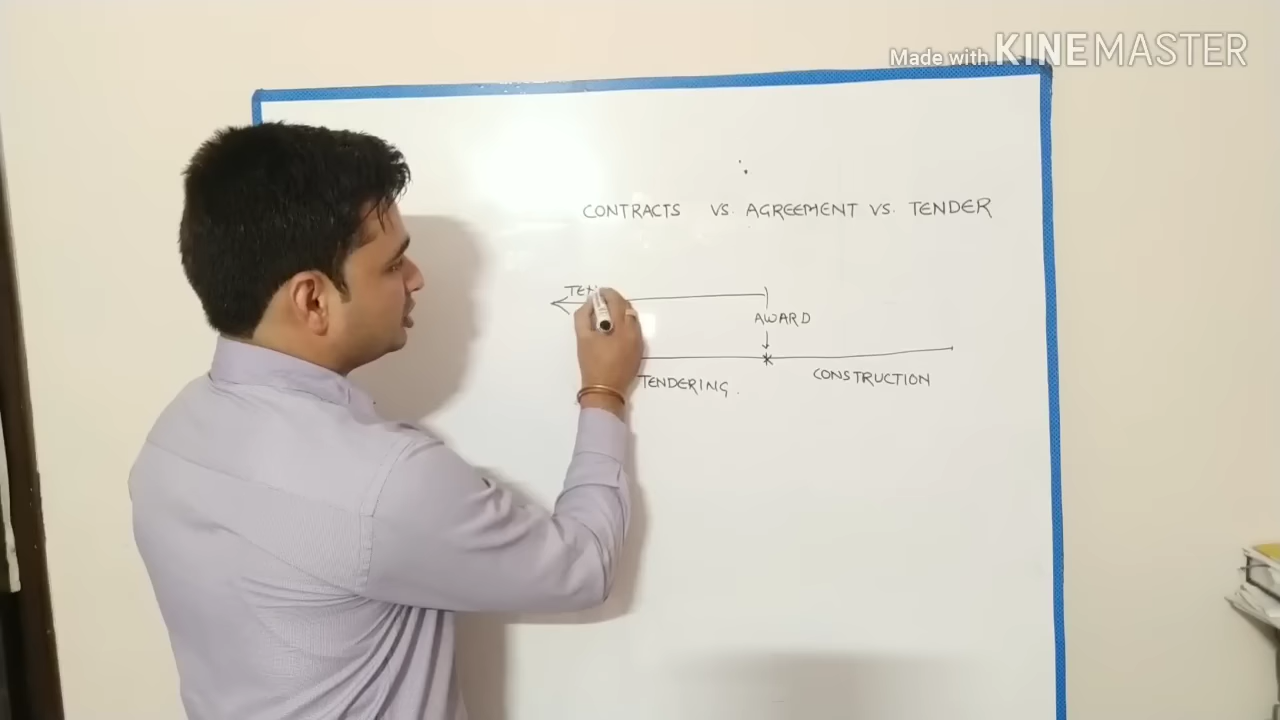 Made with KINEMASTER
CONTRACTS VS. AGREEMENT VS. TENDER
AWARD
TENDERING.
CONSTRUCTION